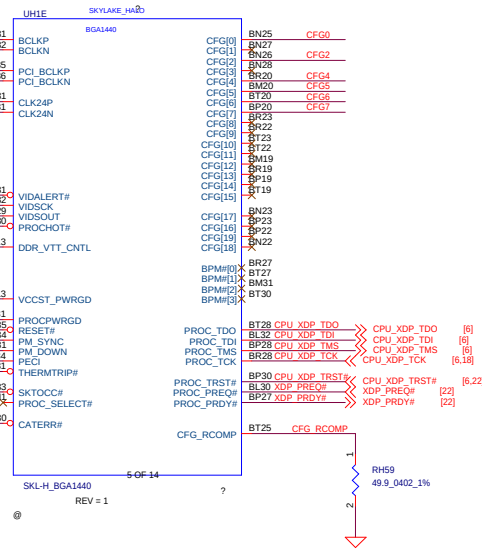 UH1E SKYLAKE_HALO ?
BGA1440
BCLKP CFG[0] BN25 CFG0
BCLKN CFG[1] BN27
CFG[2] BN26 CFG2
PCI_BCLKP CFG[3] BN28
PCI_BCLKN CFG[4] BR20 CFG4
CFG[5] BM20 CFG5
CLK24P CFG[6] BT20 CFG6
CLK24N CFG[7] BP20 CFG7
CFG[8] BR23
CFG[9] BR22
CFG[10] BT23
CFG[11] BT22
CFG[12] BM19
CFG[13] BR19
CFG[14] BP19
VIDALERT# CFG[15] BT19
VIDSCK
VIDSOUT CFG[17] BN23
PROCHOT# CFG[16] BP23
CFG[19] BP22
DDR_VTT_CNTL CFG[18] BN22
BPM#[0] BR27
BPM#[1] BT27
BPM#[2] BM31
VCCST_PWRGD BPM#[3] BT30
PROCPWRGD
RESET# PROC_TDO BT28 CPU_XDP_TDO CPU_XDP_TDO [6]
PM_SYNC PROC_TDI BL32 CPU_XDP_TDI CPU_XDP_TDI [6]
PM_DOWN PROC_TMS BP28 CPU_XDP_TMS CPU_XDP_TMS [6]
PECI PROC_TCK BR28 CPU_XDP_TCK CPU_XDP_TCK [6,18]
THERMTRIP#
PROC_TRST# BP30 CPU_XDP_TRST# CPU_XDP_TRST# [6,22
SKTOCC# PROC_PREQ# BL30 XDP_PREQ# XDP_PREQ# [22]
PROC_SELECT# PROC_PRDY# BP27 XDP_PRDY# XDP_PRDY# [22]
CATERR#
CFG_RCOMP BT25 CFG_RCOMP
1
RH59
49.9_0402_1%
2
5 OF 14
SKL-H_BGA1440 ?
REV = 1
@